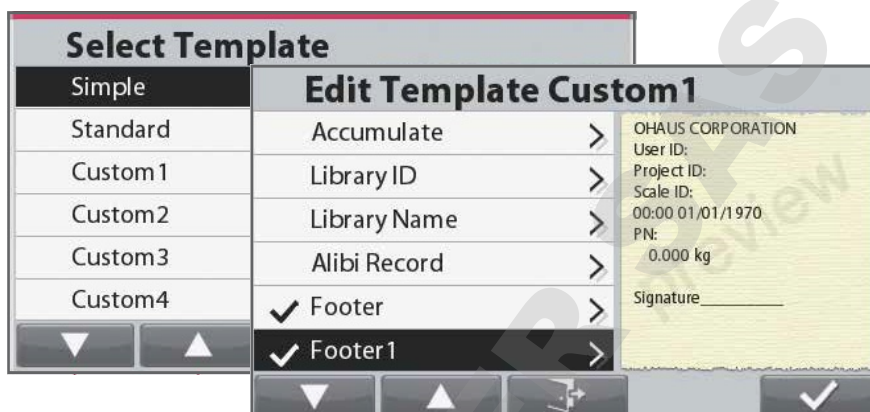 Select Template
Simple
Standard
Custom1
Custom2
Custom3
Custom4
Edit Template Custom1
Accumulate
Library ID
Library Name
Alibi Record
Footer
Footer1
OHAUS CORPORATION
User ID:
Project ID:
Scale ID:
00:00 01/01/1970
PN:
0.000 kg
Signature__________
preview